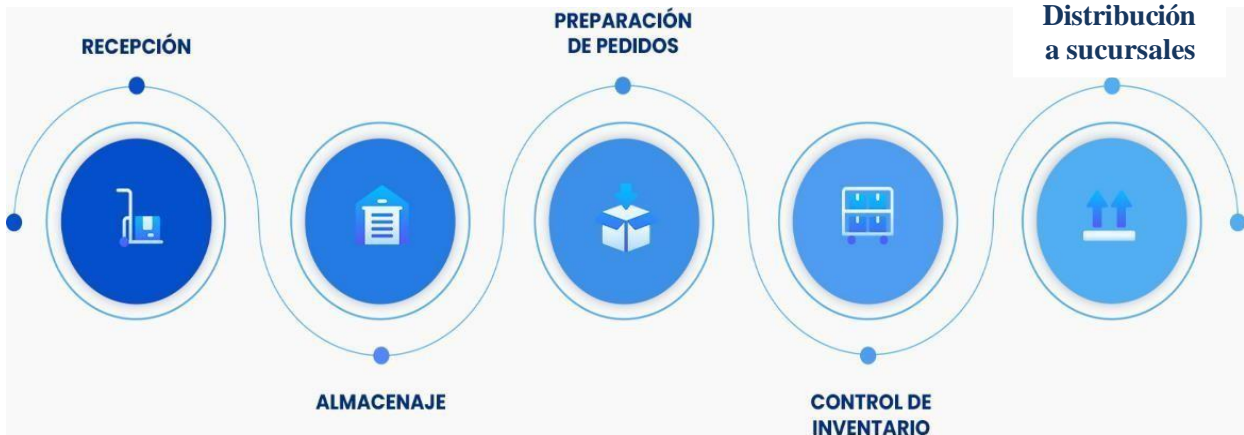 RECEPCIÓN
ALMACENAJE
PREPARACIÓN
DE PEDIDOS
CONTROL DE
INVENTARIO
Distribución
a sucursales